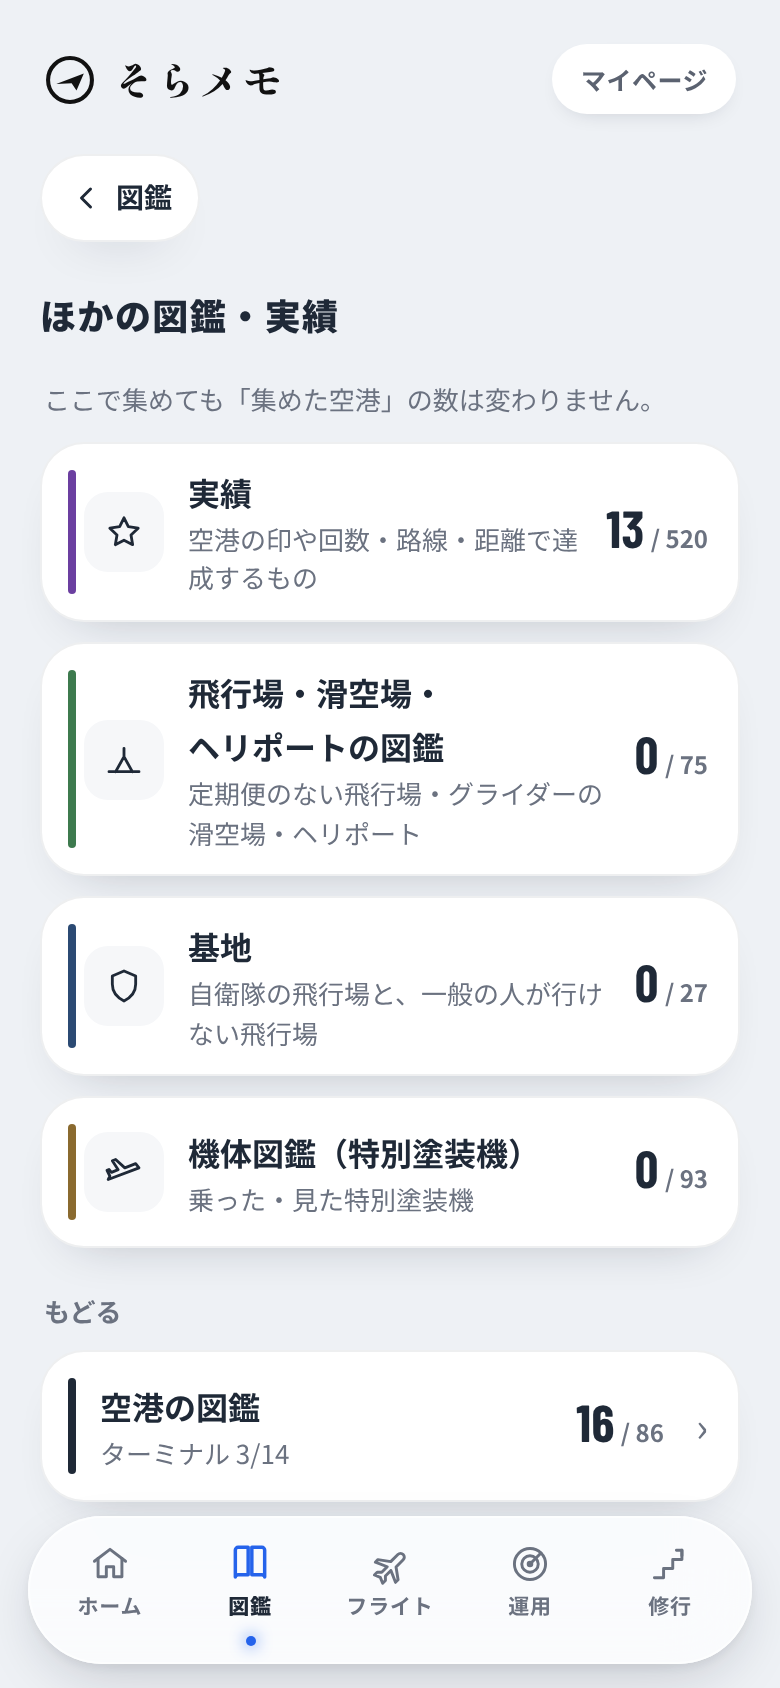 そらメモ
マイページ
図鑑
ほかの図鑑・実績
ここで集めても「集めた空港」の数は変わりません。
実績
空港の印や回数・路線・距離で達
成するもの
13 / 520
飛行場・滑空場・
ヘリポートの図鑑
定期便のない飛行場・グライダーの
滑空場・ヘリポート
0 / 75
基地
自衛隊の飛行場と、一般の人が行け
ない飛行場
0 / 27
機体図鑑（特別塗装機）
乗った・見た特別塗装機
0 / 93
もどる
空港の図鑑
ターミナル 3/14
16 / 86
ホーム
図鑑
フライト
運用
修行